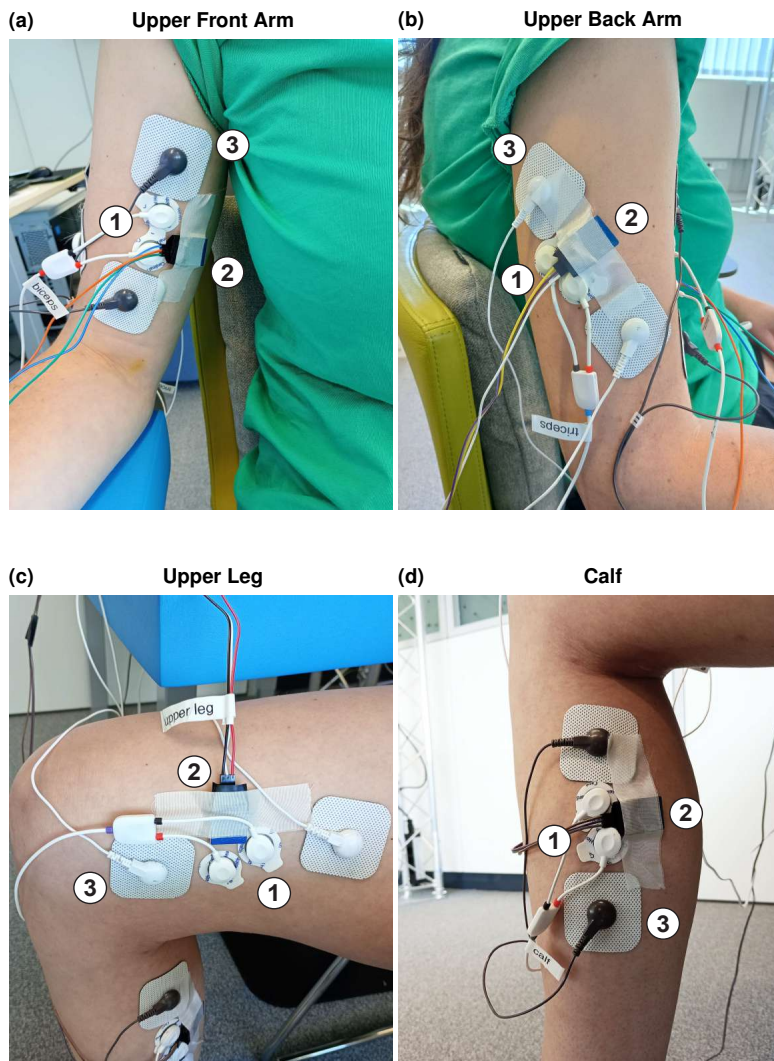 (a) Upper Front Arm
(b) Upper Back Arm
3
1
2
biceps
3
2
1
triceps
(c) Upper Leg
(d) Calf
upper leg
2
3
1
2
1
3
calf